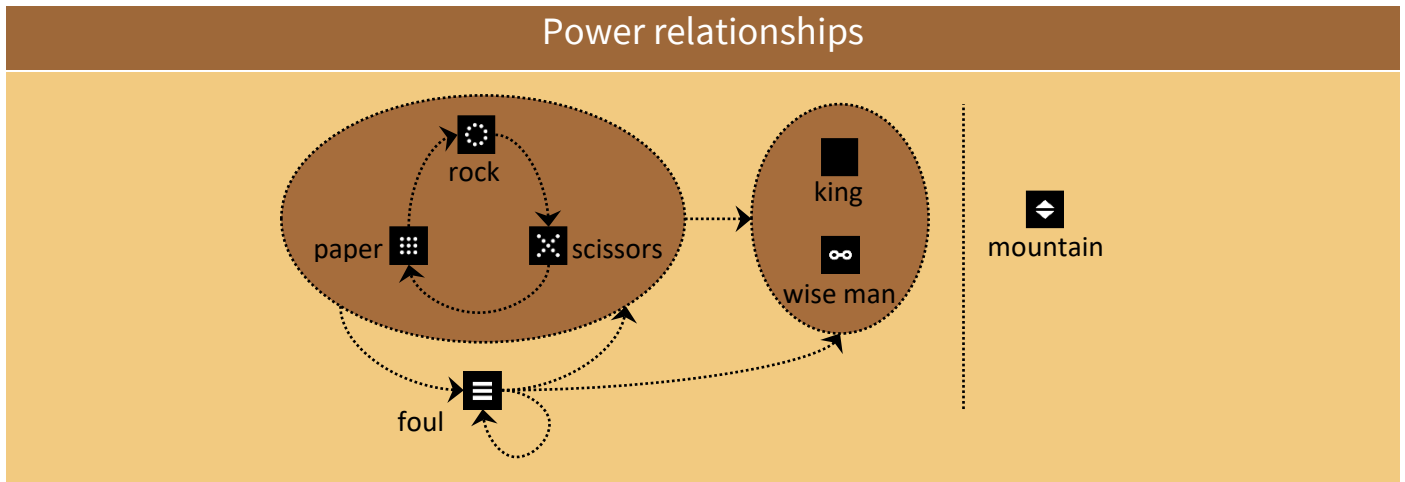 Power relationships
rock
king
paper
scissors
mountain
wise man
foul